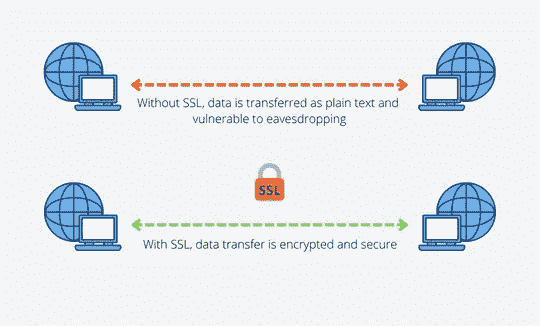 Without SSL, data is transferred as plain text and
vulnerable to eavesdropping
SSL
With SSL, data transfer is encrypted and secure